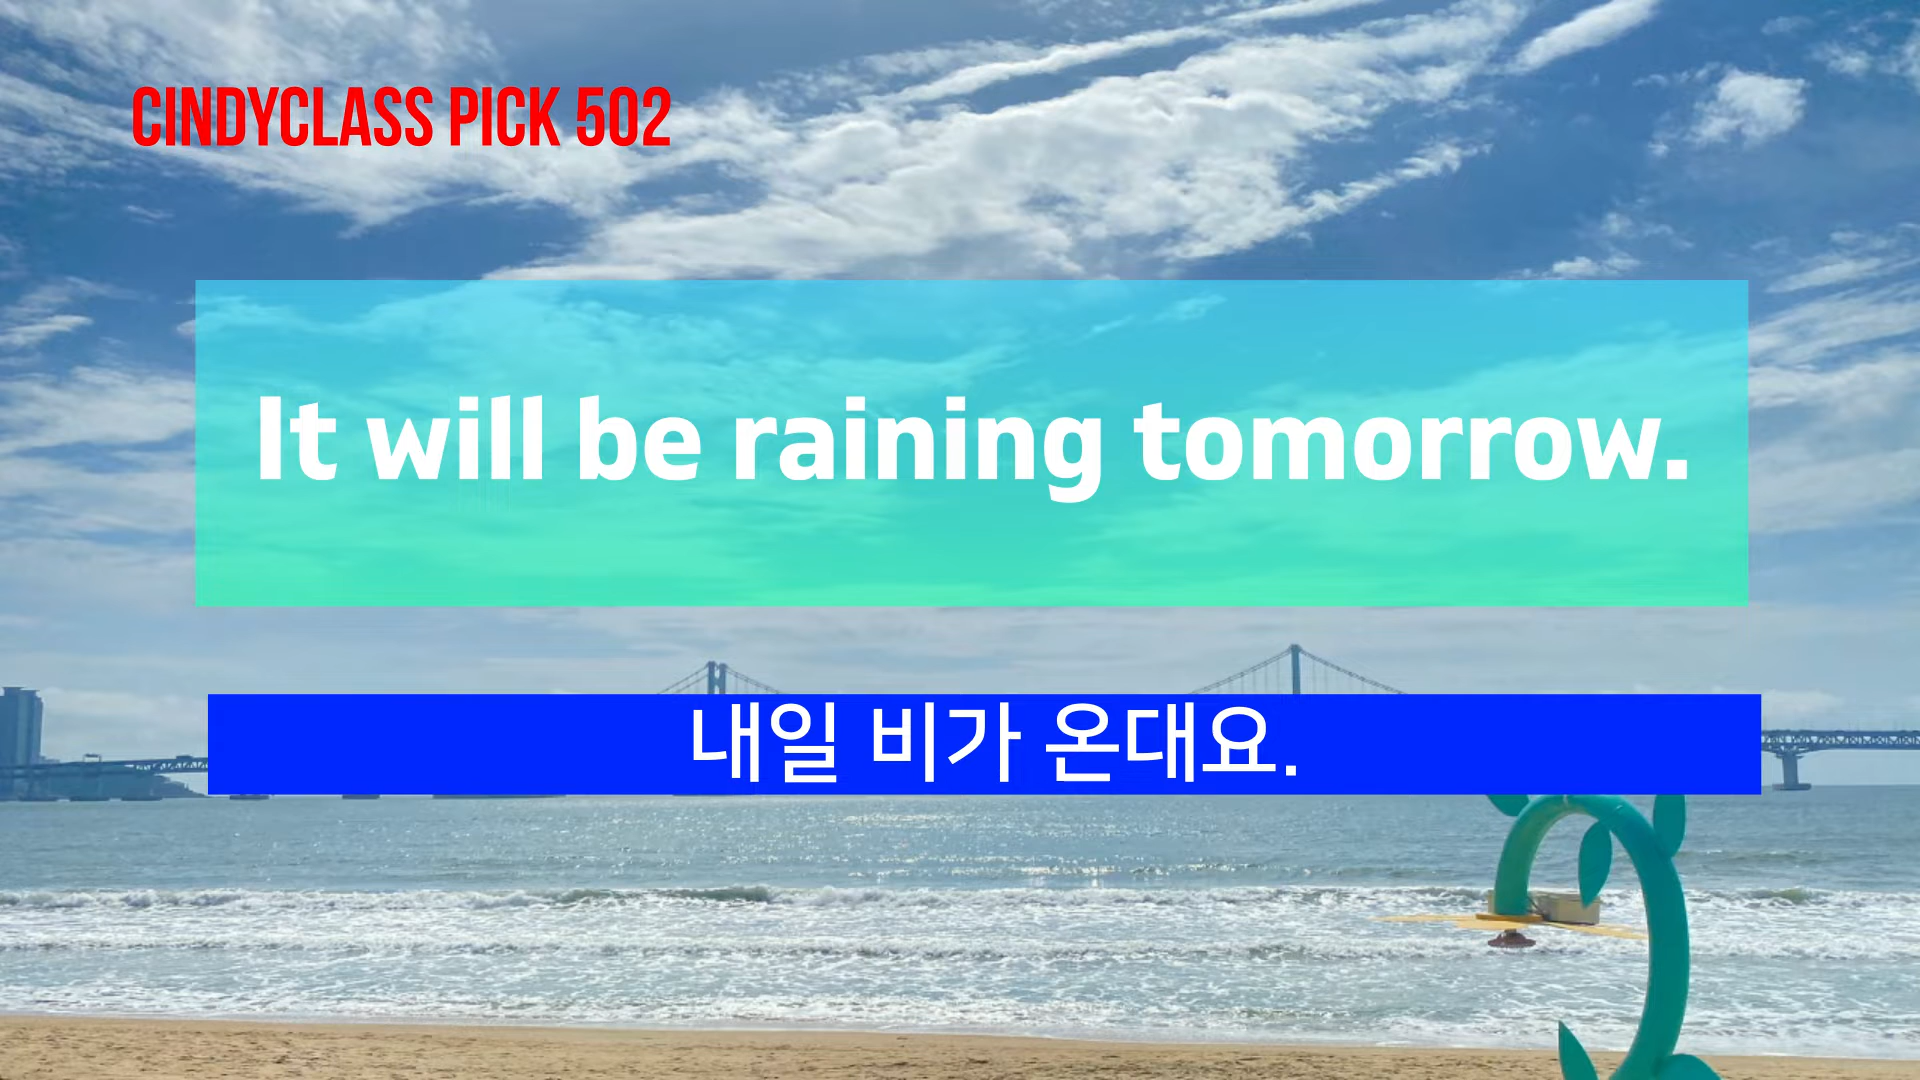 CINDYCLASS PICK 502
It will be raining tomorrow.
내일 비가 온대요.